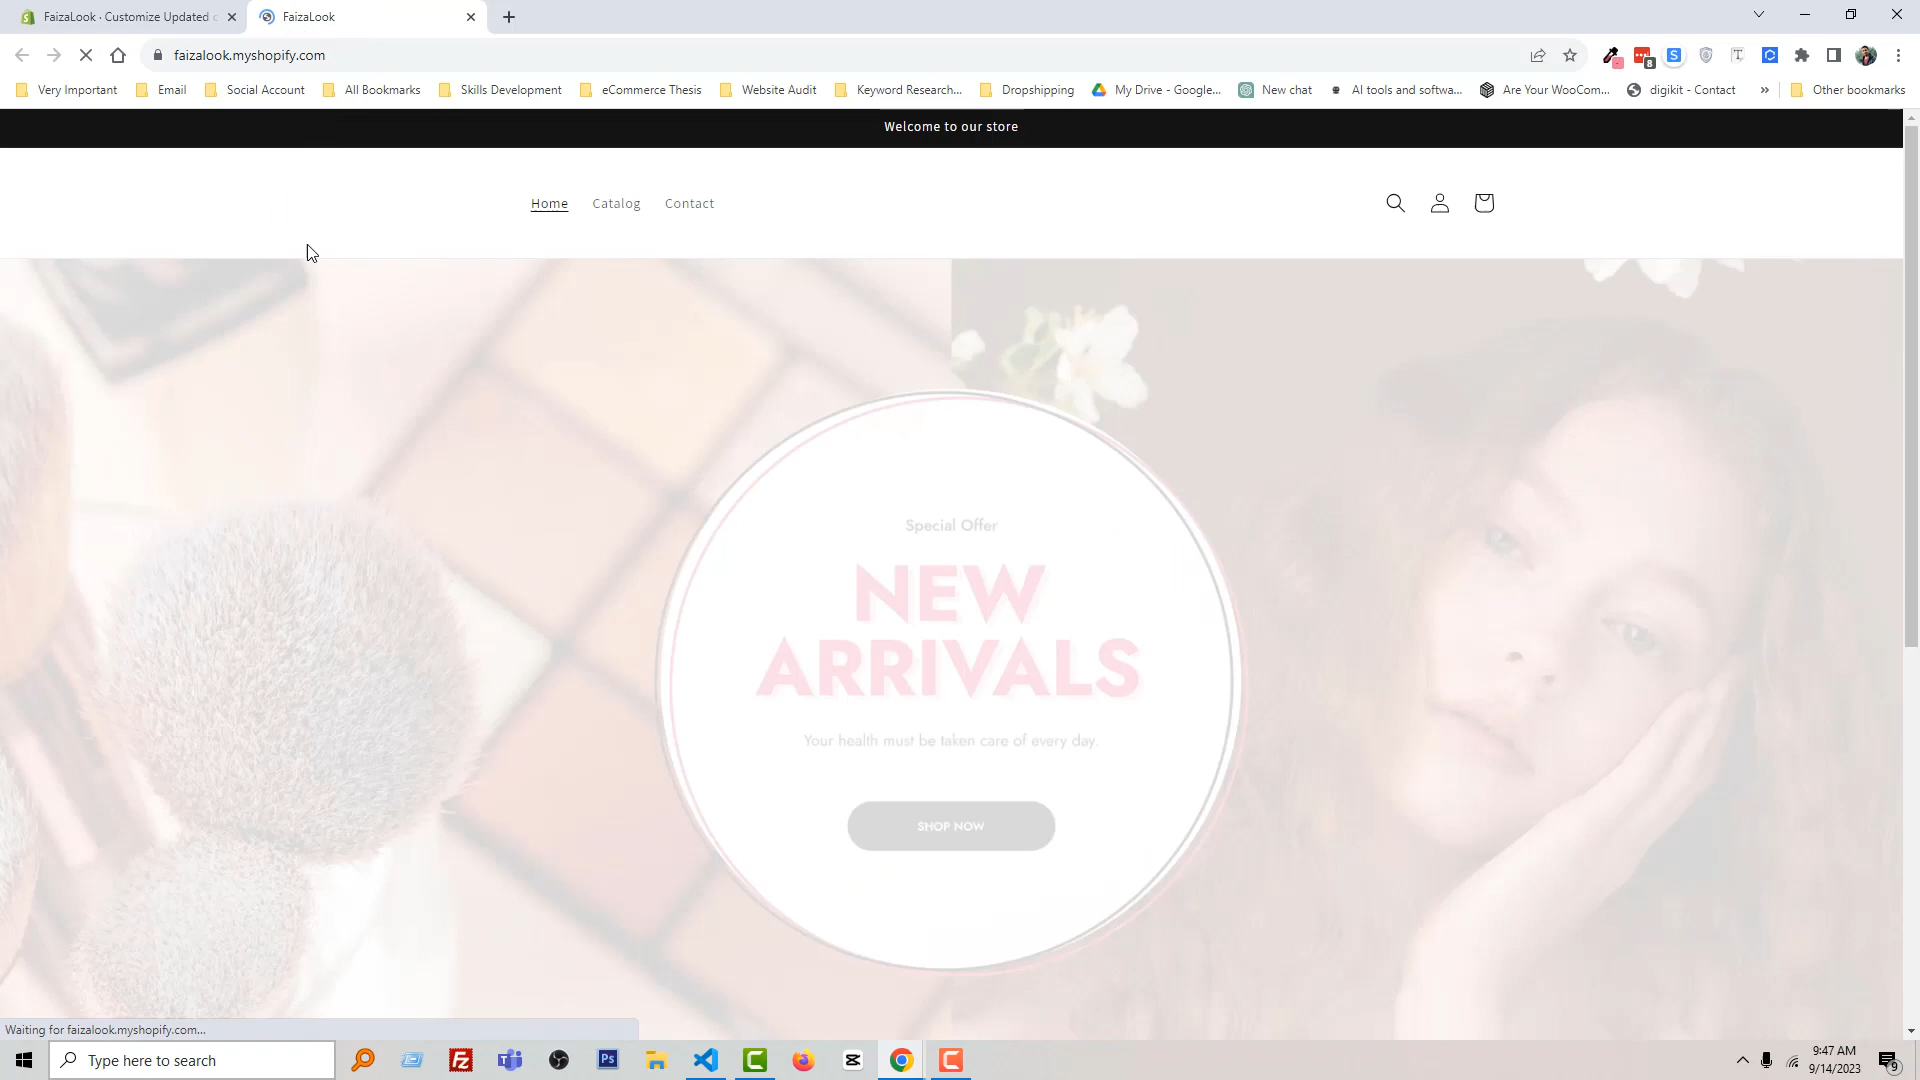 FaizaLook · Customize Updated c
FaizaLook
faizalook.myshopify.com
8
Very Important
Email
Social Account
All Bookmarks
Skills Development
eCommerce Thesis
Website Audit
Keyword Research...
Dropshipping
My Drive - Google...
New chat
AI tools and softwa...
Are Your WooCom...
digikit - Contact
»
Other bookmarks
Welcome to our store
Home
Catalog
Contact
Special Offer
NEW
ARRIVALS
Your health must be taken care of every day.
SHOP NOW
Waiting for faizalook.myshopify.com...
Type here to search
Ps
9:47 AM
9/14/2023
9